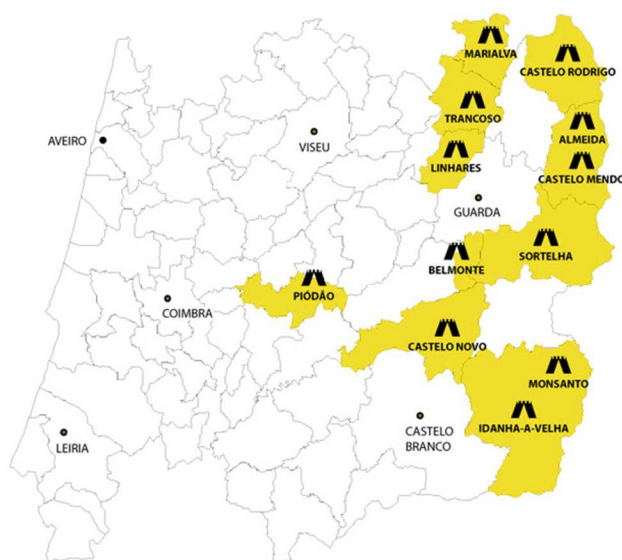 MARIALVA
CASTELO RODRIGO
TRANCOSO
ALMEIDA
AVEIRO
VISEU
LINHARES
CASTELO MENDO
GUARDA
SORTELHA
BELMONTE
PIÓDÃO
COIMBRA
CASTELO NOVO
MONSANTO
IDANHA-A-VELHA
CASTELO
BRANCO
LEIRIA